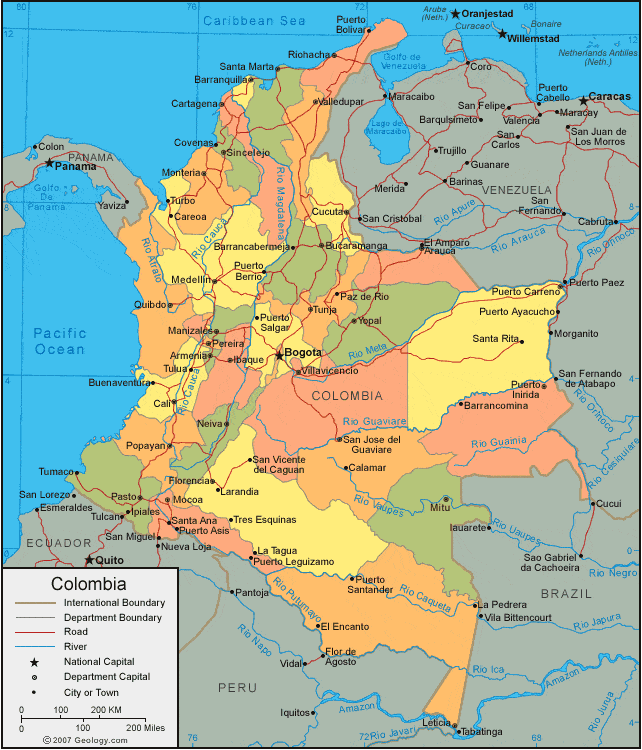 Caribbean Sea
12
72
Aruba
(Neth.)
Oranjestad
Curacao
Bonaire
Willemstad
68
12
Netherlands Antilles
(Neth.)
Puerto
Bolivar
Riohacha
Golfo de
Venezuela
Coro
Santa Marta
Barranquilla
Cartagena
Valledupar
Maracaibo
Puerto
Cabello
Caracas
San Felipe
Valencia
Maracay
Barquisimeto
San
Carlos
San Juan de
Los Morros
Lago de
Maracaibo
Covenas
Sincelejo
Colon
PANAMA
Panama
Golfo
De
Panama
Yaviza
8
Monteria
Turbo
Careoa
Rio Magdalena
Trujillo
Guanare
Merida
Barinas
VENEZUELA
Cucuta
San Cristobal
Rio Apure
San
Fernando
Cabruta
8
Rio Orinoco
Rio Arauca
El Amparo
Arauca
Rio Cauca
Rio Atrato
Barrancabermeja
Bucaramanga
Puerto
Berrio
Medellin
Puerto Carreno
Puerto Paez
Quibdo
Paz de Rio
Puerto Ayacucho
Pacific
Ocean
Manizales
Puerto
Salgar
Tunja
Yopal
Morganito
Pereira
Santa Rita
Armenia
Ibaque
Bogota
Rio Meta
Tulua
Villavicencio
4
Buenaventura
Rio Cauca
COLOMBIA
Puerto
Inirida
San Fernando
de Atabapo
4
Cali
Barrancomina
Rio Orinoco
Neiva
Rio Guaviare
Popayan
San Jose del
Guaviare
Rio Guainia
Rio Casiquiare
San Vicente
del Caguan
Calamar
Tumaco
San Lorezo
Florencia
Larandia
Esmeraldes
Pasto
Mocoa
Rio Vaupes
Mitu
Cucui
Tulcan
Ipiales
Santa Ana
Puerto Asis
Tres Esquinas
Iauarete
Rio Uaupes
ECUADOR
San Miguel
Nueva Loja
La Tagua
Puerto Leguizamo
Quito
Sao Gabriel
da Cachoeira
0
Rio Negro
Puerto
Santander
Rio Caqueta
Pantoja
Rio Putumayo
La Pedrera
Vila Bittencourt
BRAZIL
Rio Japura
El Encanto
Rio Napo
Vidal
Flor de
Agosto
Rio Ica
Amazon
PERU
Iquitos
Amazon
Leticia
Tabatinga
72
Rio Javari
68
Rio Jurua
Colombia
International Boundary
Department Boundary
Road
River
National Capital
Department Capital
City or Town
0 100 200 KM
0 100 200 Miles
© 2007 Geology.com